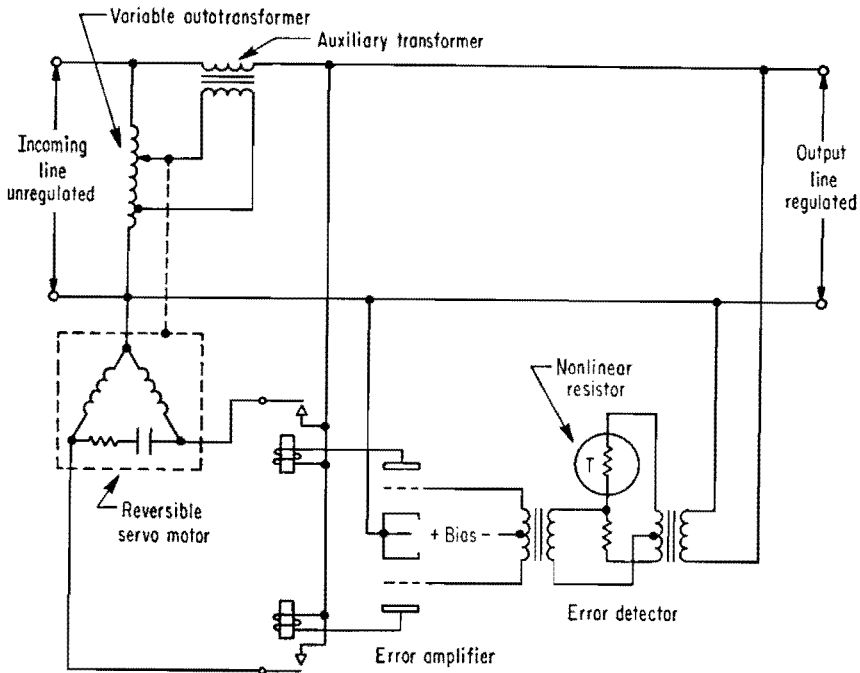 Variable autotransformer
Auxiliary transformer
Incoming
line
unregulated
Output
line
regulated
Nonlinear
resistor
T
+ Bias -
Reversible
servo motor
Error detector
Error amplifier